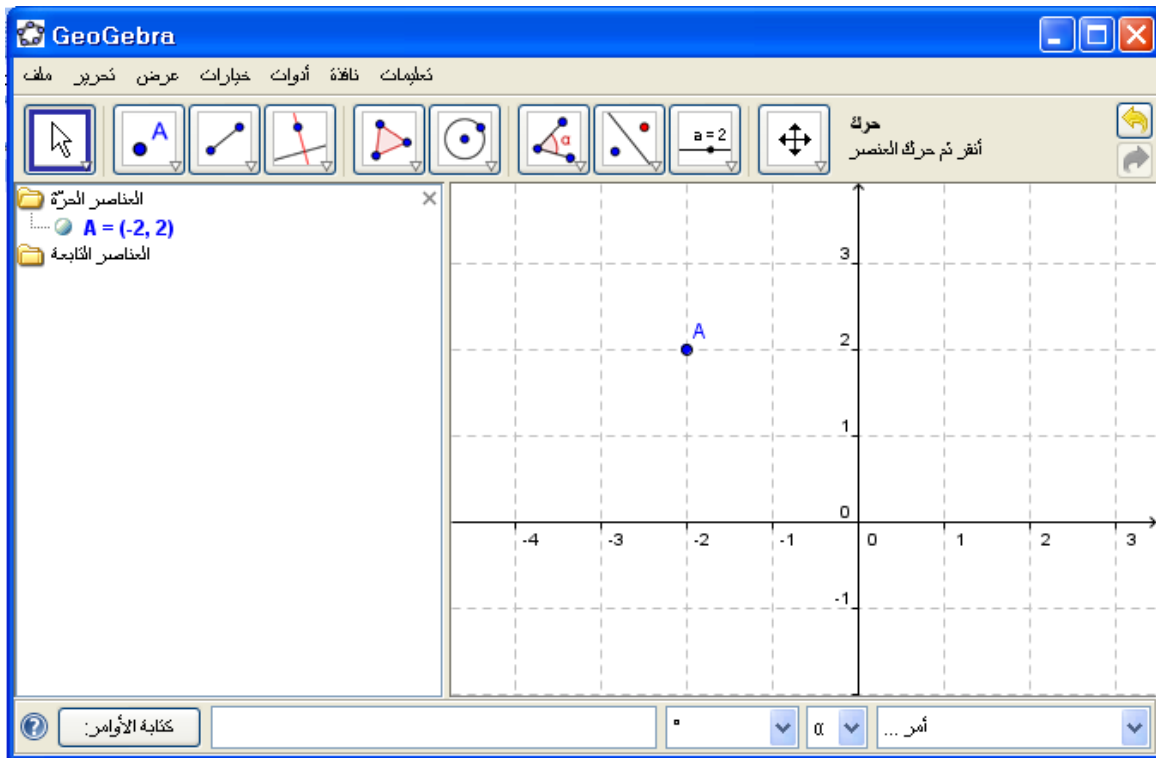 GeoGebra
ملف تحرير عرض خيارات أدوات نافذة تعليمات
A
α
a = 2
حرك
أنقر ثم حرك العنصر
العناصر الحرّة
A = (-2, 2)
العناصر التابعة
A
3
2
1
0
-1
-4 -3 -2 -1 0 1 2 3
كتابة الأوامر:
°
α
أمر ...